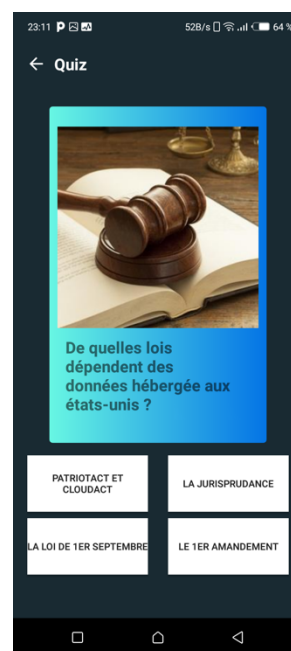 23:11 P 52B/s 64 %
← Quiz
De quelles lois
dépendent des
données hébergée aux
états-unis ?
PATRIOTACT ET
CLOUDACT
LA JURISPRUDANCE
LA LOI DE 1ER SEPTEMBRE
LE 1ER AMANDEMENT